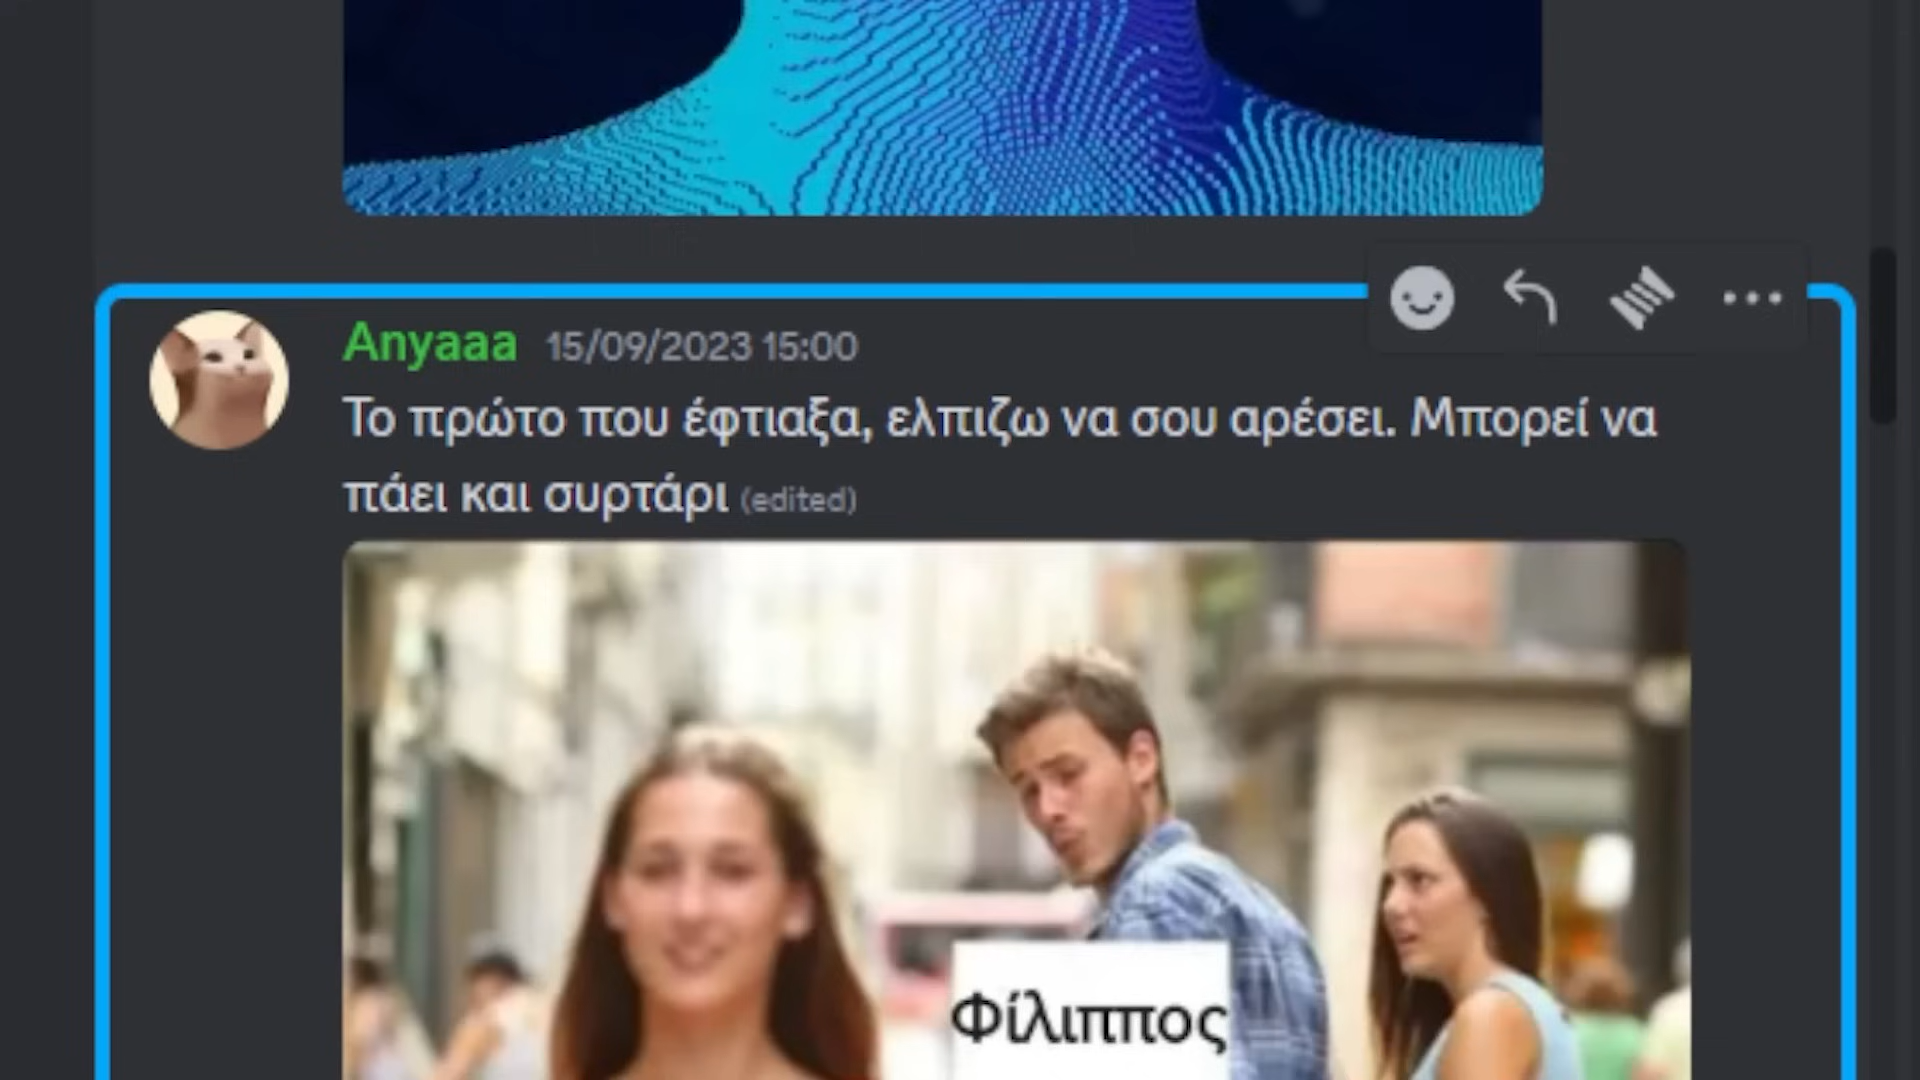 Anyaaa 15/09/2023 15:00
Το πρώτο που έφτιαξα, ελπιζω να σου αρέσει. Μπορεί να
πάει και συρτάρι (edited)
Φίλιππος